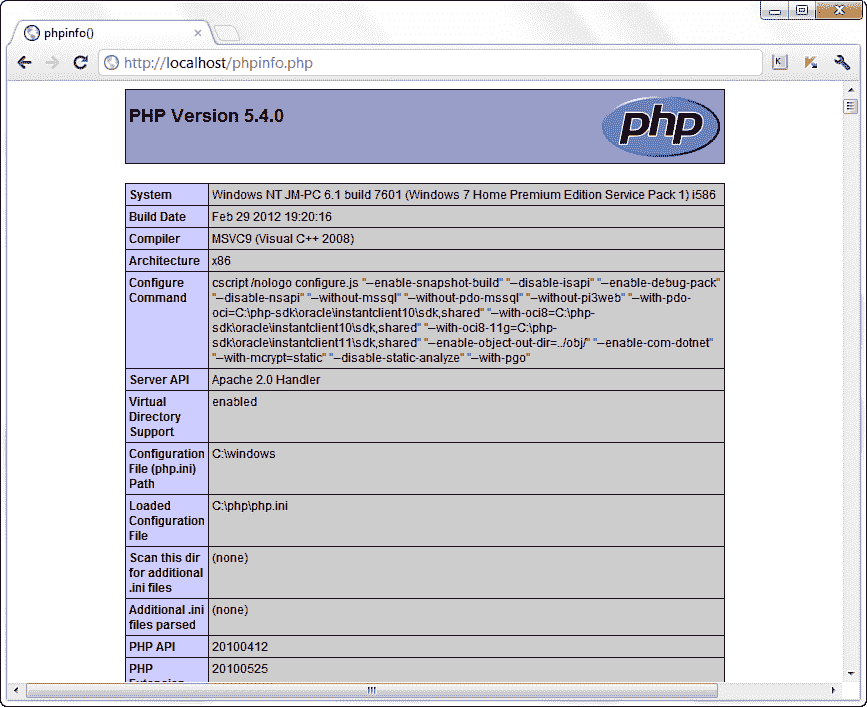 phpinfo()
http://localhost/phpinfo.php
PHP Version 5.4.0
php
System Windows NT JM-PC 6.1 build 7601 (Windows 7 Home Premium Edition Service Pack 1) i586
Build Date Feb 29 2012 19:20:16
Compiler MSVC9 (Visual C++ 2008)
Architecture x86
Configure
Command
cscript /nologo configure.js "--enable-snapshot-build" "--disable-isapi" "--enable-debug-pack"
"--disable-nsapi" "--without-mssql" "--without-pdo-mssql" "--without-pi3web" "--with-pdo-
oci=C:\php-sdk\oracle\instantclient10\sdk,shared" "--with-oci8=C:\php-
sdk\oracle\instantclient10\sdk,shared" "--with-oci8-11g=C:\php-
sdk\oracle\instantclient11\sdk,shared" "--enable-object-out-dir=../obj/" "--enable-com-dotnet"
"--with-mcrypt=static" "--disable-static-analyze" "--with-pgo"
Server API Apache 2.0 Handler
Virtual
Directory
Support
enabled
Configuration
File (php.ini)
Path
C:\windows
Loaded
Configuration
File
C:\php\php.ini
Scan this dir
for additional
.ini files
(none)
Additional .ini
files parsed
(none)
PHP API 20100412
PHP
Extension
20100525